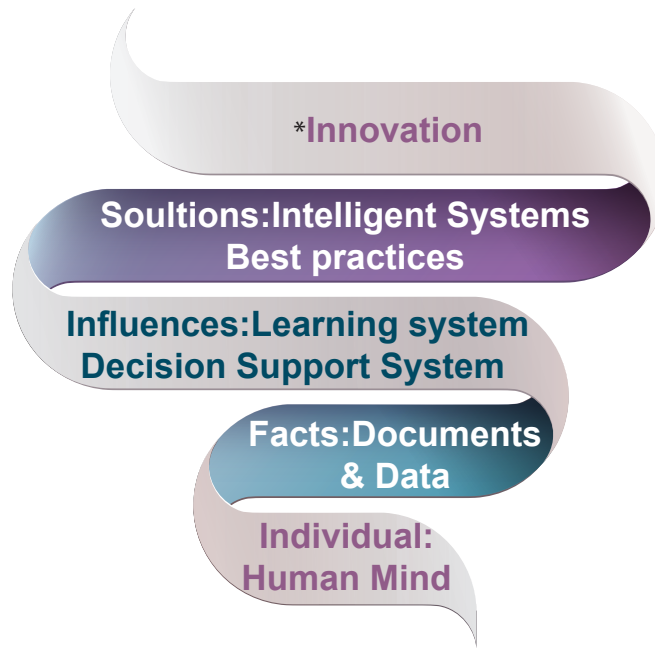 *Innovation
Soultions:Intelligent Systems
Best practices
Influences:Learning system
Decision Support System
Facts:Documents
& Data
Individual:
Human Mind